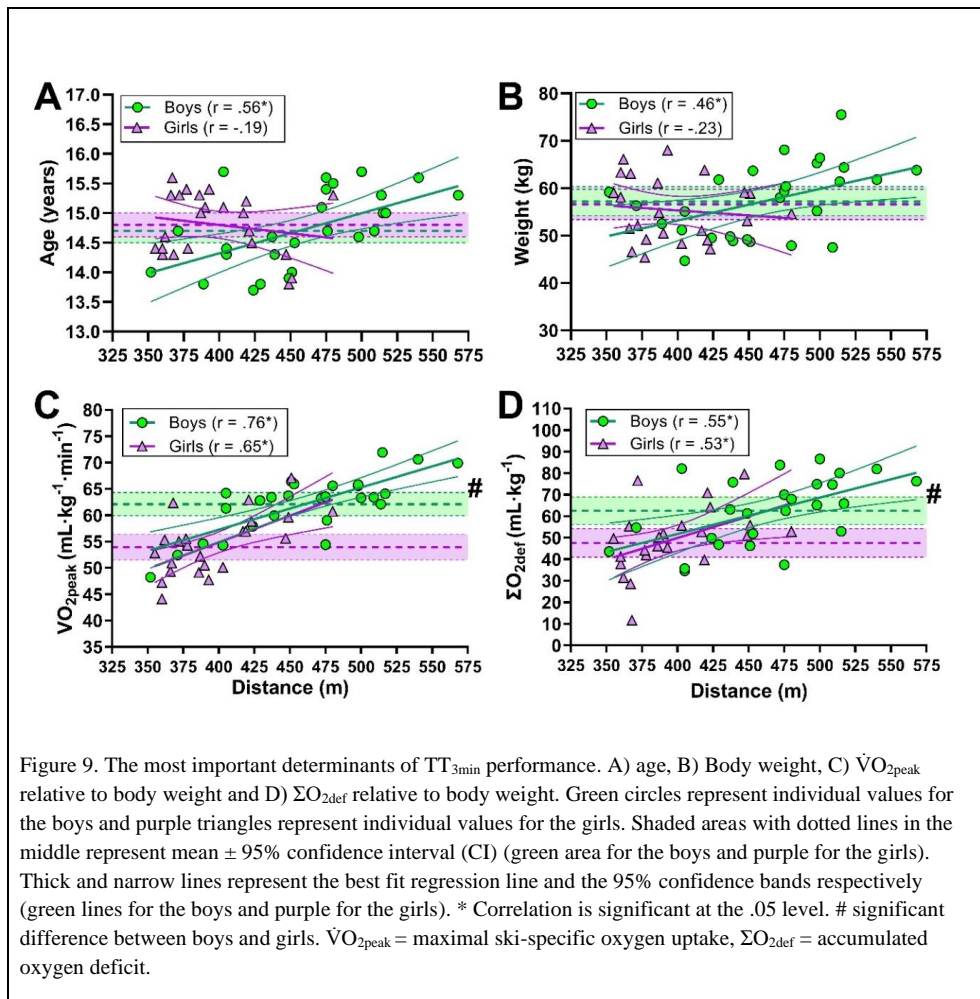 A
17.0
16.5
16.0
15.5
15.0
14.5
14.0
13.5
13.0
Age (years)
Boys (r = .56*)
Girls (r = -.19)
325 350 375 400 425 450 475 500 525 550 575
B
80
70
60
50
40
30
Weight (kg)
Boys (r = .46*)
Girls (r = -.23)
325 350 375 400 425 450 475 500 525 550 575
C
80
75
70
65
60
55
50
45
40
35
VO2peak (mL·kg-1·min-1)
Boys (r = .76*)
Girls (r = .65*)
#
325 350 375 400 425 450 475 500 525 550 575
Distance (m)
D
110
100
90
80
70
60
50
40
30
20
10
0
ΣO2def (mL·kg-1)
Boys (r = .55*)
Girls (r = .53*)
#
325 350 375 400 425 450 475 500 525 550 575
Distance (m)
Figure 9. The most important determinants of TT3min performance. A) age, B) Body weight, C) V̇O2peak
relative to body weight and D) ΣO2def relative to body weight. Green circles represent individual values for
the boys and purple triangles represent individual values for the girls. Shaded areas with dotted lines in the
middle represent mean ± 95% confidence interval (CI) (green area for the boys and purple for the girls).
Thick and narrow lines represent the best fit regression line and the 95% confidence bands respectively
(green lines for the boys and purple for the girls). * Correlation is significant at the .05 level. # significant
difference between boys and girls. V̇O2peak = maximal ski-specific oxygen uptake, ΣO2def = accumulated
oxygen deficit.